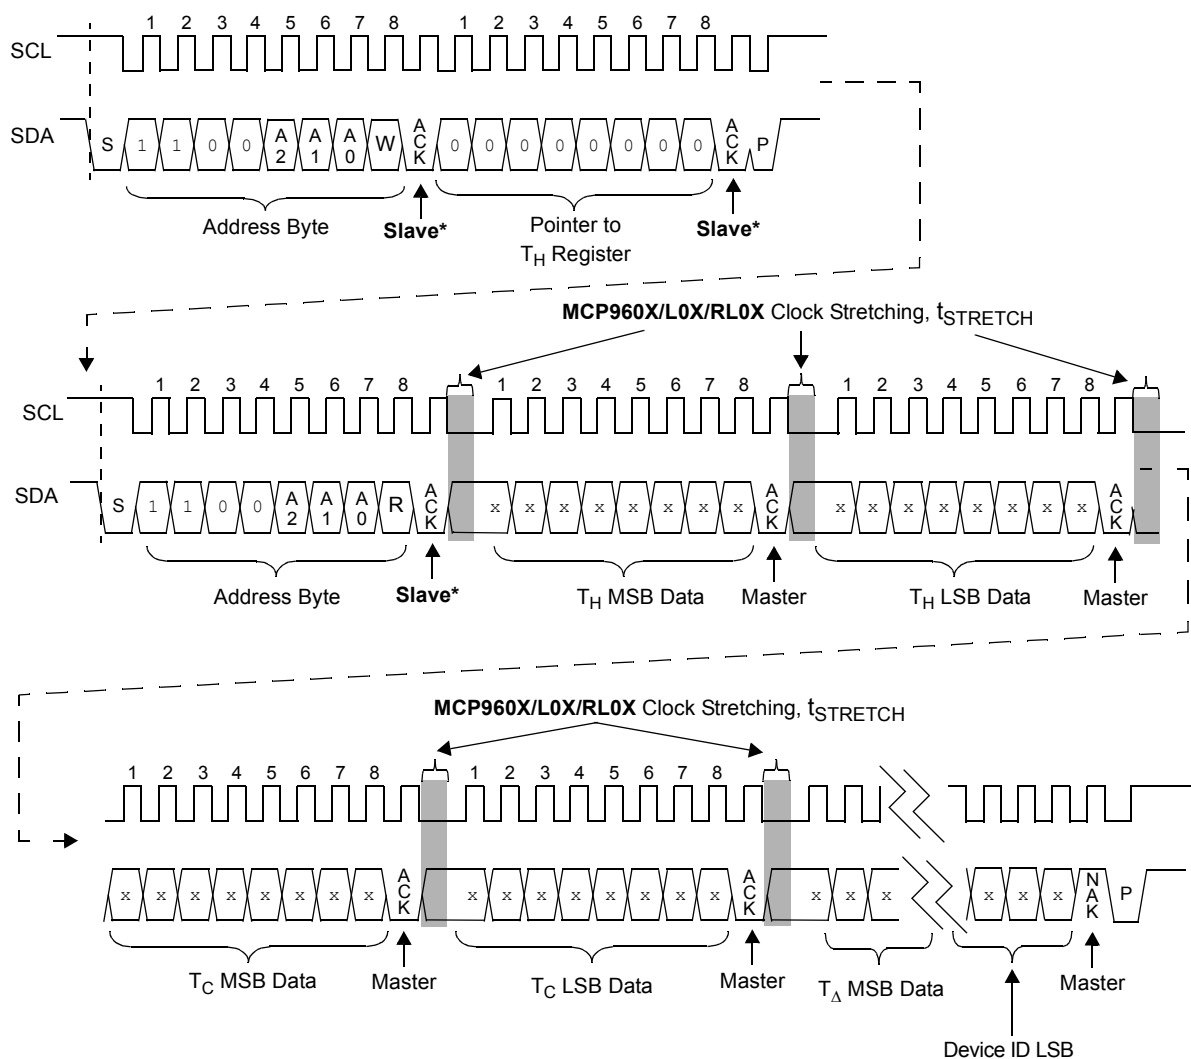 1 2 3 4 5 6 7 8 1 2 3 4 5 6 7 8
SCL
SDA S 1 1 0 0 A2 A1 A0 W ACK 0 0 0 0 0 0 0 0 ACK P
Address Byte Slave* Pointer to Slave*
TH Register
MCP960X/L0X/RL0X Clock Stretching, tSTRETCH
1 2 3 4 5 6 7 8 1 2 3 4 5 6 7 8 1 2 3 4 5 6 7 8
SCL
SDA S 1 1 0 0 A2 A1 A0 R ACK x x x x x x x x ACK x x x x x x x x ACK
Address Byte Slave* TH MSB Data Master TH LSB Data Master
MCP960X/L0X/RL0X Clock Stretching, tSTRETCH
1 2 3 4 5 6 7 8 1 2 3 4 5 6 7 8
x x x x x x x x ACK x x x x x x x x ACK x x x x x x NAK P
TC MSB Data Master TC LSB Data Master TΔ MSB Data Master
Device ID LSB